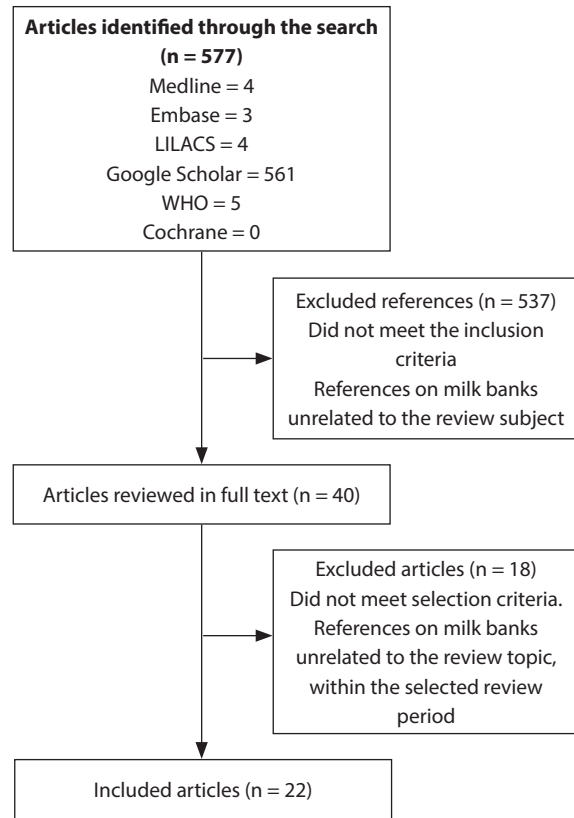 Articles identified through the search
(n = 577)
Medline = 4
Embase = 3
LILACS = 4
Google Scholar = 561
WHO = 5
Cochrane = 0
Excluded references (n = 537)
Did not meet the inclusion
criteria
References on milk banks
unrelated to the review subject
Articles reviewed in full text (n = 40)
Excluded articles (n = 18)
Did not meet selection criteria.
References on milk banks
unrelated to the review topic,
within the selected review
period
Included articles (n = 22)